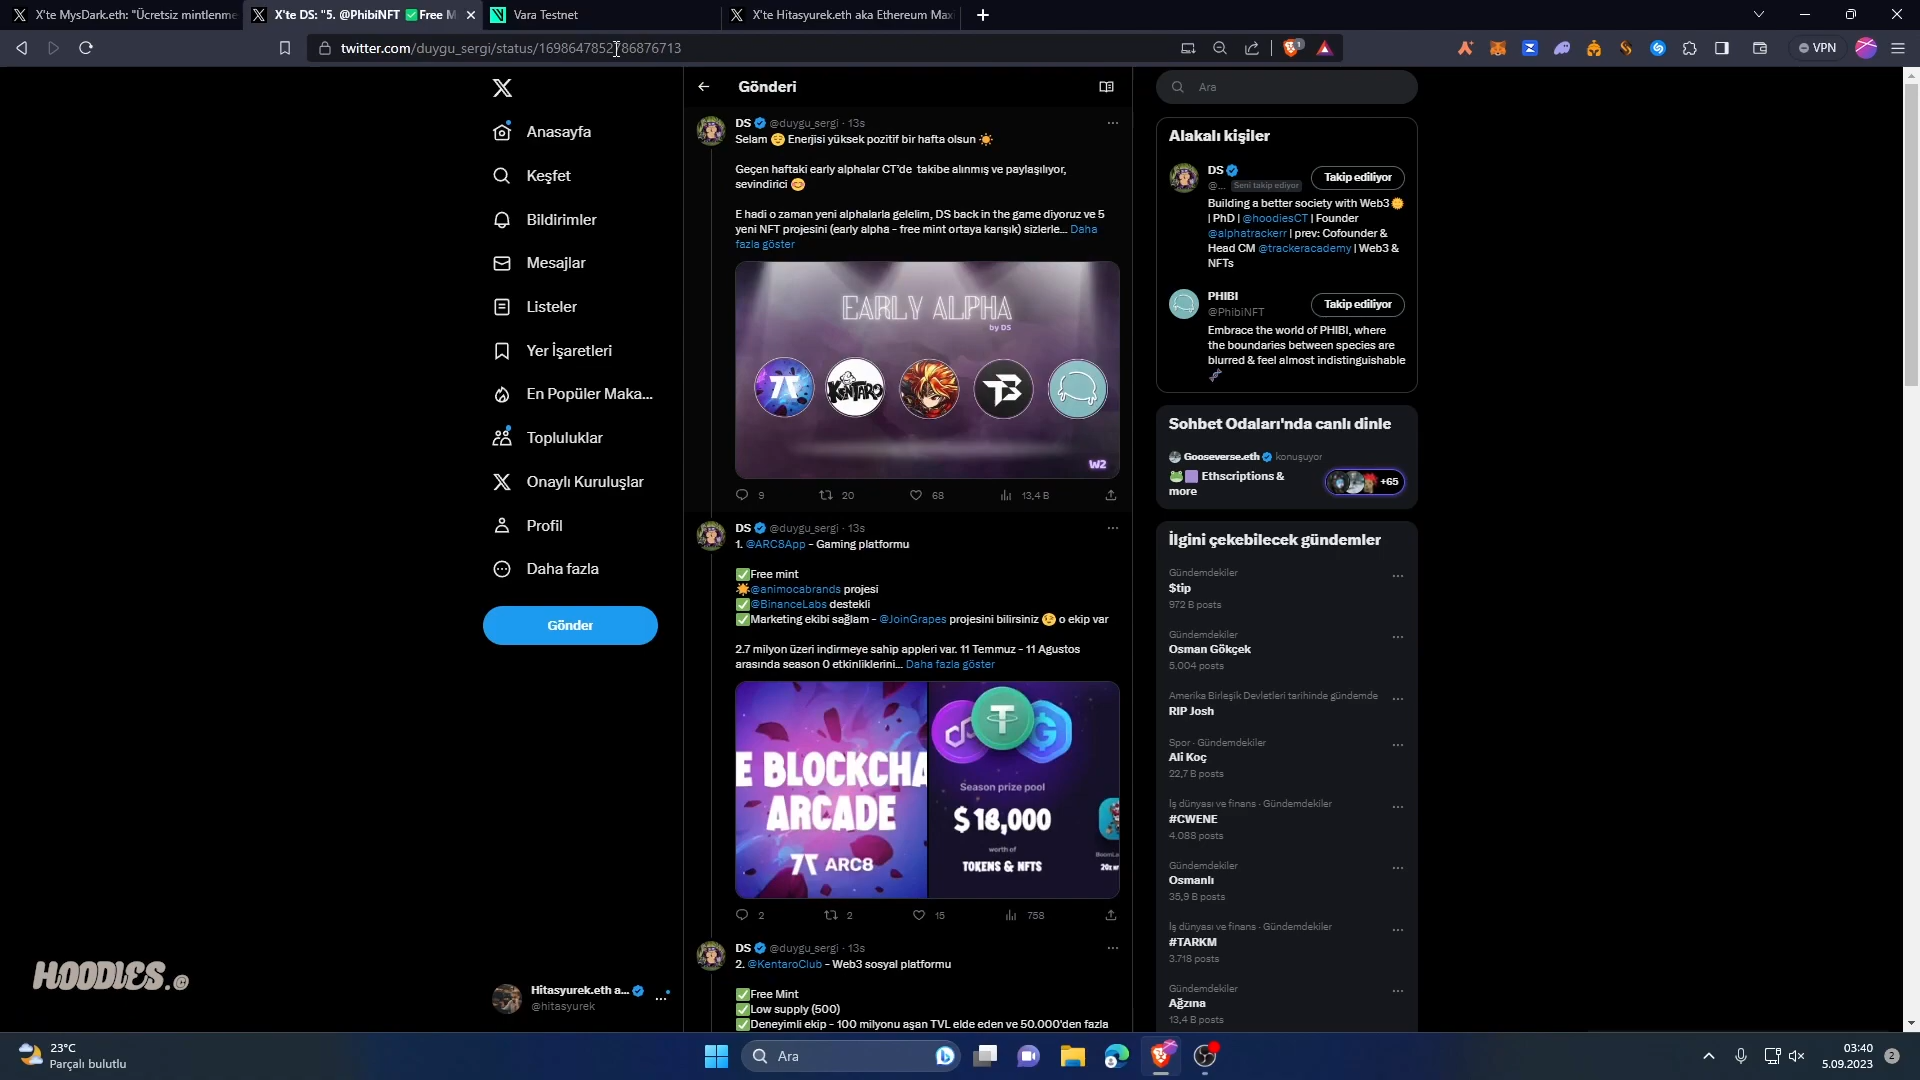 X'te MysDark.eth: "Ücretsiz mintlenme
X'te DS: "5. @PhibiNFT ✅Free M
Vara Testnet
X'te Hitasyurek.eth aka Ethereum Maxi
twitter.com/duygu_sergi/status/1698647852786876713
VPN
Anasayfa
Keşfet
Bildirimler
Mesajlar
Listeler
Yer İşaretleri
En Popüler Maka...
Topluluklar
Onaylı Kuruluşlar
Profil
Daha fazla
Gönder
HOODIES.©
Hitasyurek.eth a...
@hitasyurek
Gönderi
DS @duygu_sergi · 13s
Selam 😌 Enerjisi yüksek pozitif bir hafta olsun ☀️
Geçen haftaki early alphalar CT'de takibe alınmış ve paylaşılıyor,
sevindirici 😊
E hadi o zaman yeni alphalarla gelelim, DS back in the game diyoruz ve 5
yeni NFT projesini (early alpha - free mint ortaya karışık) sizlerle... Daha
fazla göster
EARLY ALPHA
by DS
KENTARO
W2
9 20 68 13,4 B
DS @duygu_sergi · 13s
1. @ARC8App - Gaming platformu
✅Free mint
🌟@animocabrands projesi
✅@BinanceLabs destekli
✅Marketing ekibi sağlam - @JoinGrapes projesini bilirsiniz 😉 o ekip var
2.7 milyon üzeri indirmeye sahip appleri var. 11 Temmuz - 11 Agustos
arasında season 0 etkinliklerini... Daha fazla göster
E BLOCKCHA
ARCADE
ARC8
Season prize pool
$18,000
worth of
TOKENS & NFTS
2 2 15 758
DS @duygu_sergi · 13s
2. @KentaroClub - Web3 sosyal platformu
✅Free Mint
✅Low supply (500)
✅Deneyimli ekip - 100 milyonu aşan TVL elde eden ve 50.000'den fazla
Ara
Alakalı kişiler
DS
@... Seni takip ediyor
Takip ediliyor
Building a better society with Web3🌞
| PhD | @hoodiesCT | Founder
@alphatrackerr | prev: Cofounder &
Head CM @trackeracademy | Web3 &
NFTs
PHIBI
@PhibiNFT
Takip ediliyor
Embrace the world of PHIBI, where
the boundaries between species are
blurred & feel almost indistinguishable
🧬
Sohbet Odaları'nda canlı dinle
Gooseverse.eth konuşuyor
🐸🟪 Ethscriptions &
more
+65
İlgini çekebilecek gündemler
Gündemdekiler
$tip
972 B posts
Gündemdekiler
Osman Gökçek
5.004 posts
Amerika Birleşik Devletleri tarihinde gündemde
RIP Josh
Spor · Gündemdekiler
Ali Koç
22,7 B posts
İş dünyası ve finans · Gündemdekiler
#CWENE
4.088 posts
Gündemdekiler
Osmanlı
35,9 B posts
İş dünyası ve finans · Gündemdekiler
#TARKM
3.718 posts
Gündemdekiler
Ağzına
13,4 B posts
23°C
Parçalı bulutlu
Ara
03:40
5.09.2023
2